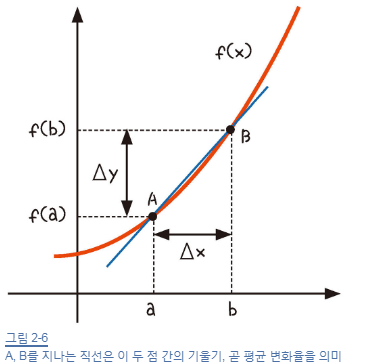 f(x)
f(b)
B
Δy
A
f(a)
Δx
a
b
그림 2-6
A, B를 지나는 직선은 이 두 점 간의 기울기, 곧 평균 변화율을 의미